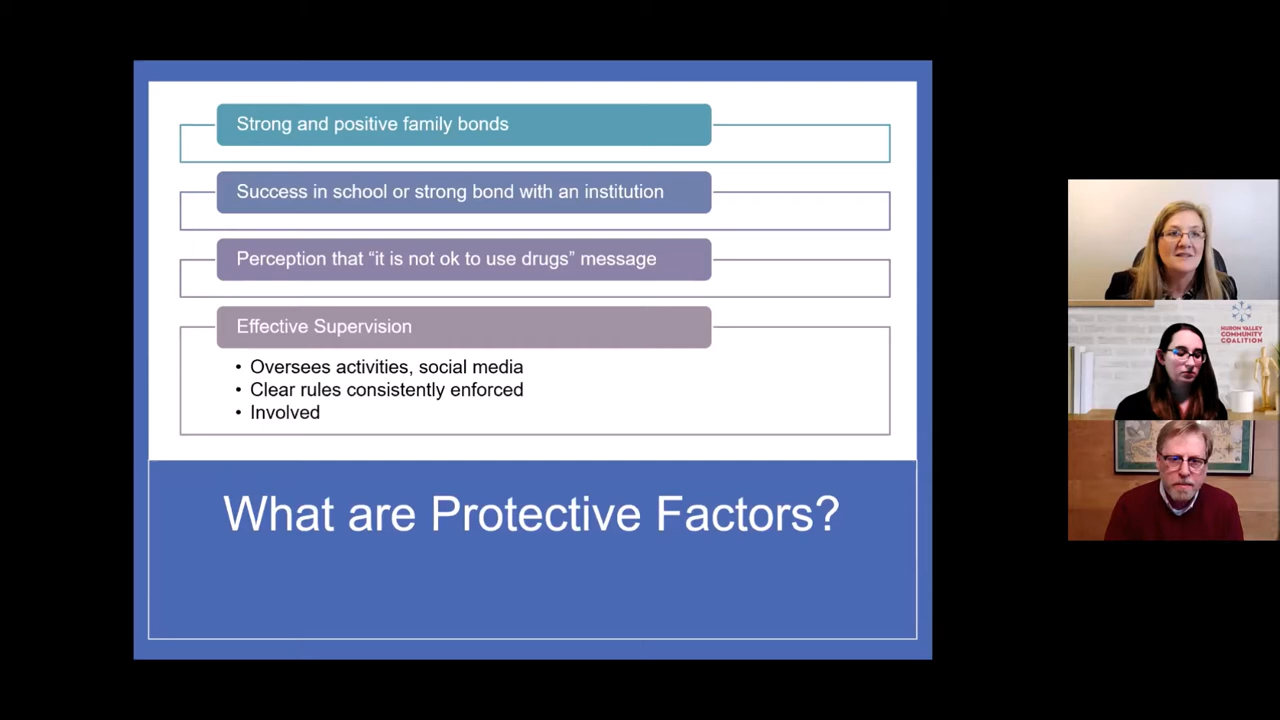 Strong and positive family bonds
Success in school or strong bond with an institution
Perception that “it is not ok to use drugs” message
Effective Supervision
• Oversees activities, social media
• Clear rules consistently enforced
• Involved
What are Protective Factors?
HURON VALLEY
COMMUNITY
COALITION